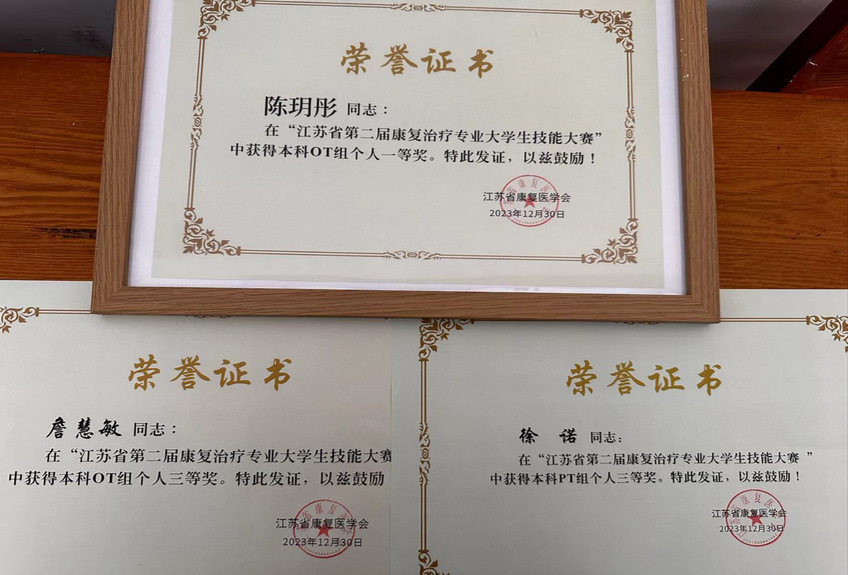 荣誉证书
陈玥彤 同志：
在“江苏省第二届康复治疗专业大学生技能大赛”
中获得本科OT组个人一等奖。特此发证，以兹鼓励！
江苏省康复医学会
2023年12月30日
荣誉证书
詹慧敏 同志：
在“江苏省第二届康复治疗专业大学生技能大赛
中获得本科OT组个人三等奖。特此发证，以兹鼓励
江苏省康复医学会
2023年12月30日
荣誉证书
徐 诺 同志：
在“江苏省第二届康复治疗专业大学生技能大赛 ”
中获得本科PT组个人三等奖。特此发证，以兹鼓励！
江苏省康复医学会
2023年12月30日